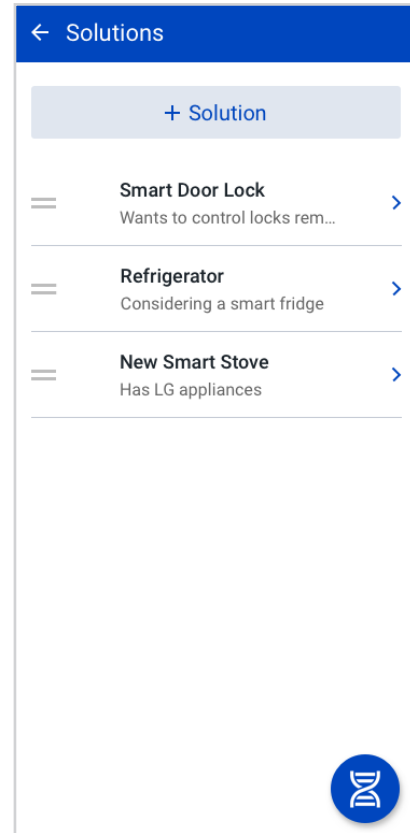 Solutions
+ Solution
Smart Door Lock
Wants to control locks rem...
Refrigerator
Considering a smart fridge
New Smart Stove
Has LG appliances